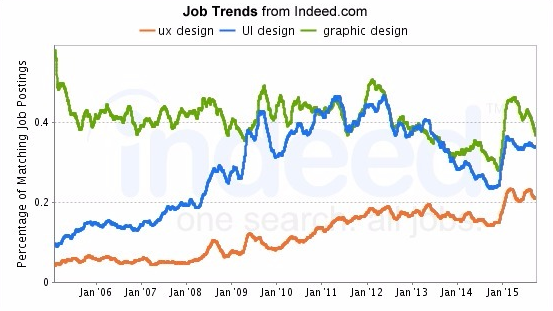 Job Trends from Indeed.com
ux design UI design graphic design
Percentage of Matching Job Postings
0.4
0.2
0
Jan '06 Jan '07 Jan '08 Jan '09 Jan '10 Jan '11 Jan '12 Jan '13 Jan '14 Jan '15
indeed
TM
one search. all jobs.